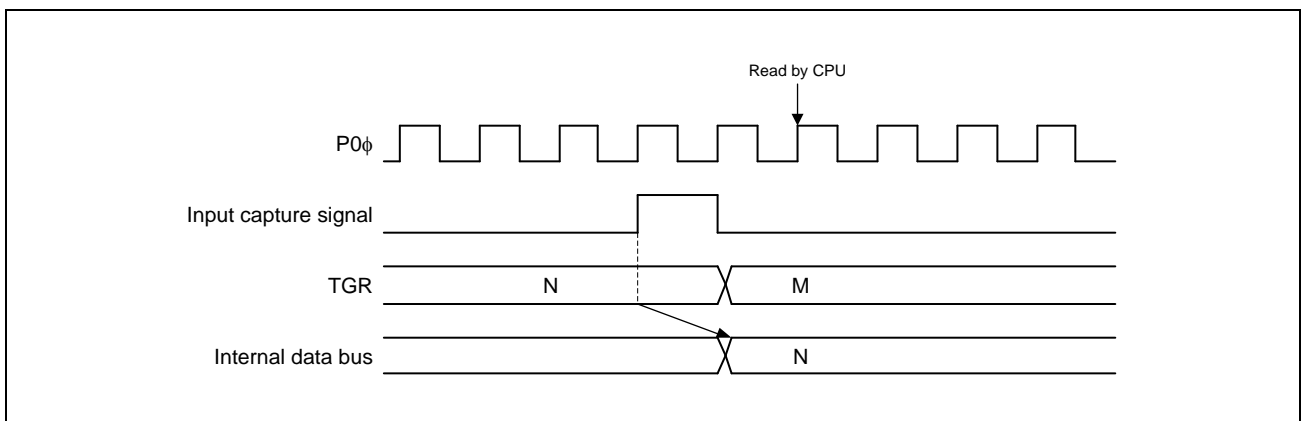 Read by CPU
P0ϕ
Input capture signal
TGR N M
Internal data bus N